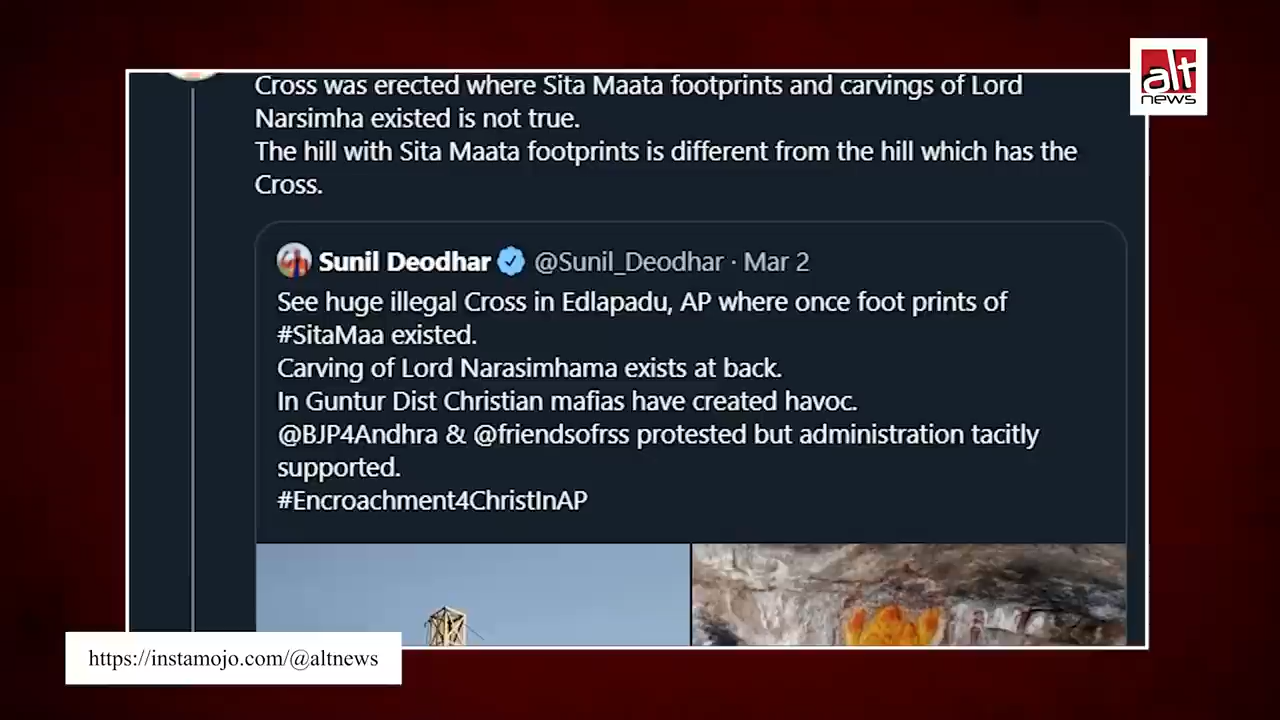 Cross was erected where Sita Maata footprints and carvings of Lord
Narsimha existed is not true.
The hill with Sita Maata footprints is different from the hill which has the
Cross.
Sunil Deodhar @Sunil_Deodhar · Mar 2
See huge illegal Cross in Edlapadu, AP where once foot prints of
#SitaMaa existed.
Carving of Lord Narasimhama exists at back.
In Guntur Dist Christian mafias have created havoc.
@BJP4Andhra & @friendsofrss protested but administration tacitly
supported.
#Encroachment4ChristInAP
alt
news
https://instamojo.com/@altnews